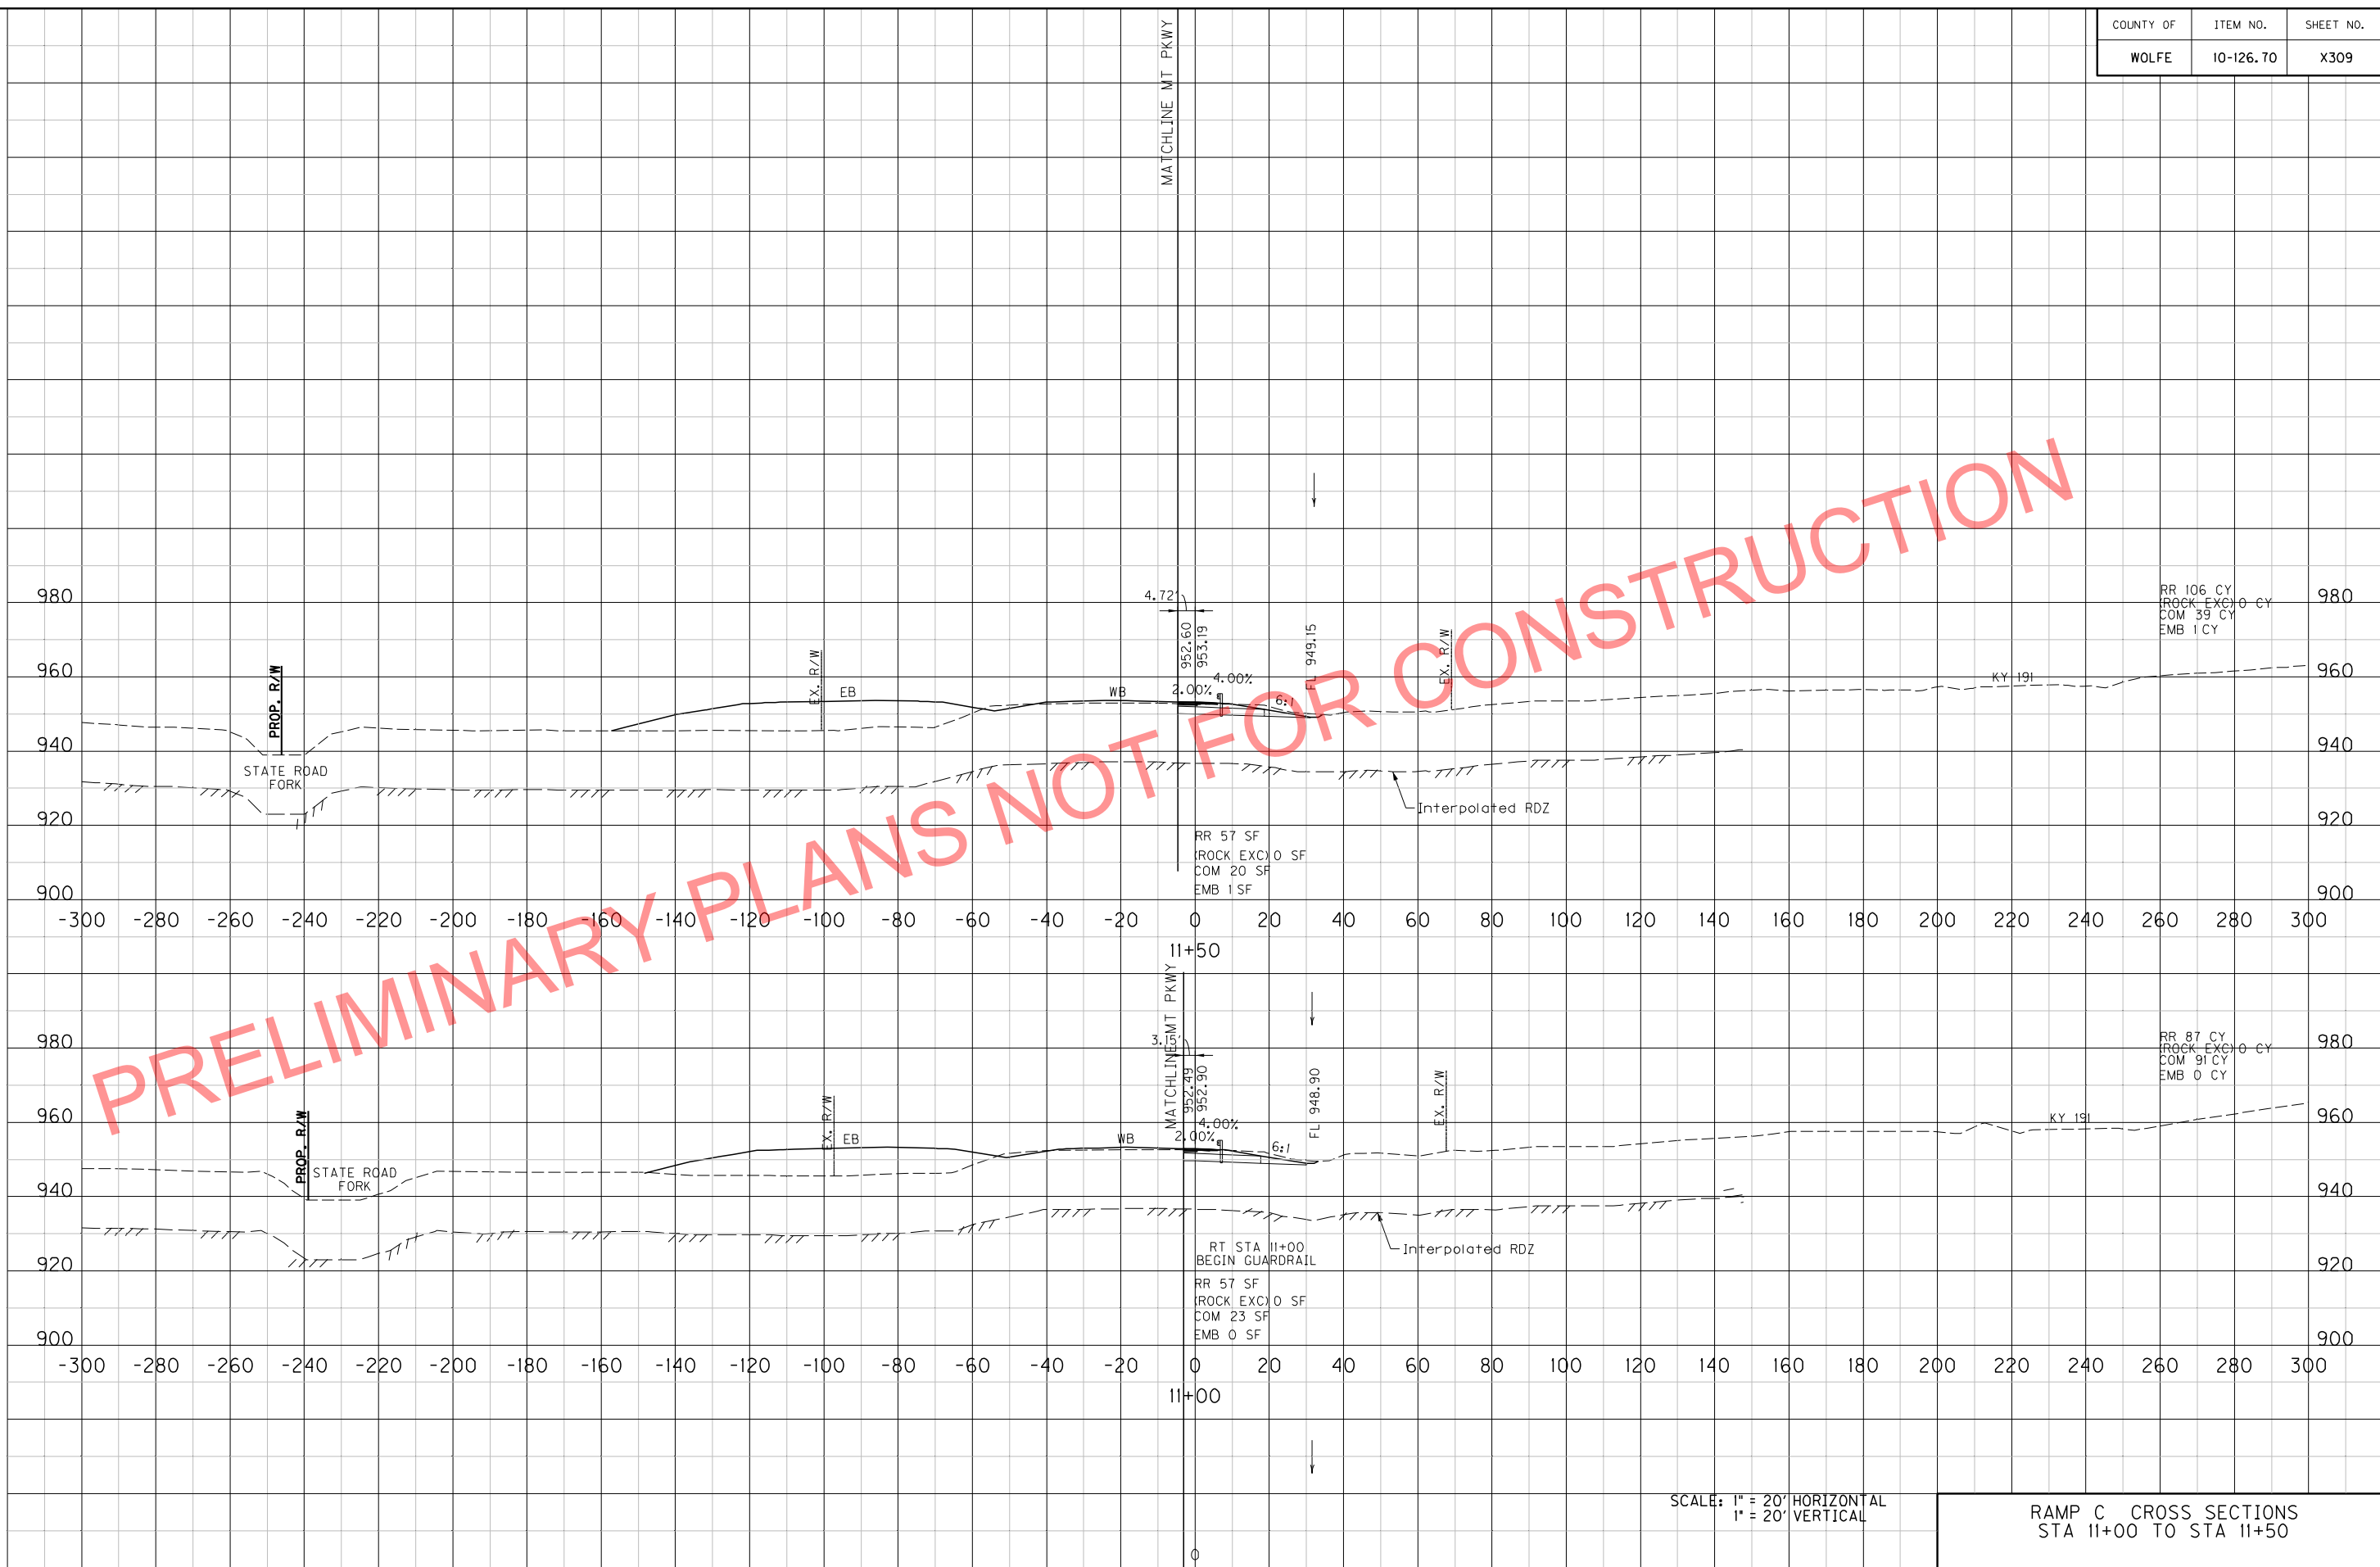 COUNTY OF ITEM NO. SHEET NO.
WOLFE 10-126.70 X309
MATCHLINE MT PKWY
PRELIMINARY PLANS NOT FOR CONSTRUCTION
980 980
960 960
940 940
920 920
900 900
4.72'
952.60
953.19
FL 949.15
4.00%
2.00%
6:1
PROP. R/W
EX. R/W
EB
WB
EX. R/W
KY 191
RR 106 CY
(ROCK EXC) 0 CY
COM 39 CY
EMB 1 CY
STATE ROAD
FORK
Interpolated RDZ
RR 57 SF
(ROCK EXC) 0 SF
COM 20 SF
EMB 1 SF
-300 -280 -260 -240 -220 -200 -180 -160 -140 -120 -100 -80 -60 -40 -20 0 20 40 60 80 100 120 140 160 180 200 220 240 260 280 300
11+50
MATCHLINE MT PKWY
980 980
960 960
940 940
920 920
900 900
3.15'
952.49
952.90
FL 948.90
4.00%
2.00%
6:1
PROP. R/W
EX. R/W
EB
WB
EX. R/W
KY 191
RR 87 CY
(ROCK EXC) 0 CY
COM 91 CY
EMB 0 CY
STATE ROAD
FORK
Interpolated RDZ
RT STA 11+00
BEGIN GUARDRAIL
RR 57 SF
(ROCK EXC) 0 SF
COM 23 SF
EMB 0 SF
-300 -280 -260 -240 -220 -200 -180 -160 -140 -120 -100 -80 -60 -40 -20 0 20 40 60 80 100 120 140 160 180 200 220 240 260 280 300
11+00
SCALE: 1" = 20' HORIZONTAL
1" = 20' VERTICAL
RAMP C CROSS SECTIONS
STA 11+00 TO STA 11+50
0